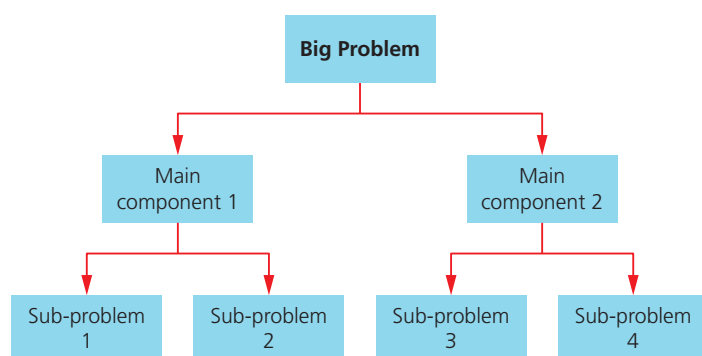 Big Problem
Main
component 1
Main
component 2
Sub-problem
1
Sub-problem
2
Sub-problem
3
Sub-problem
4